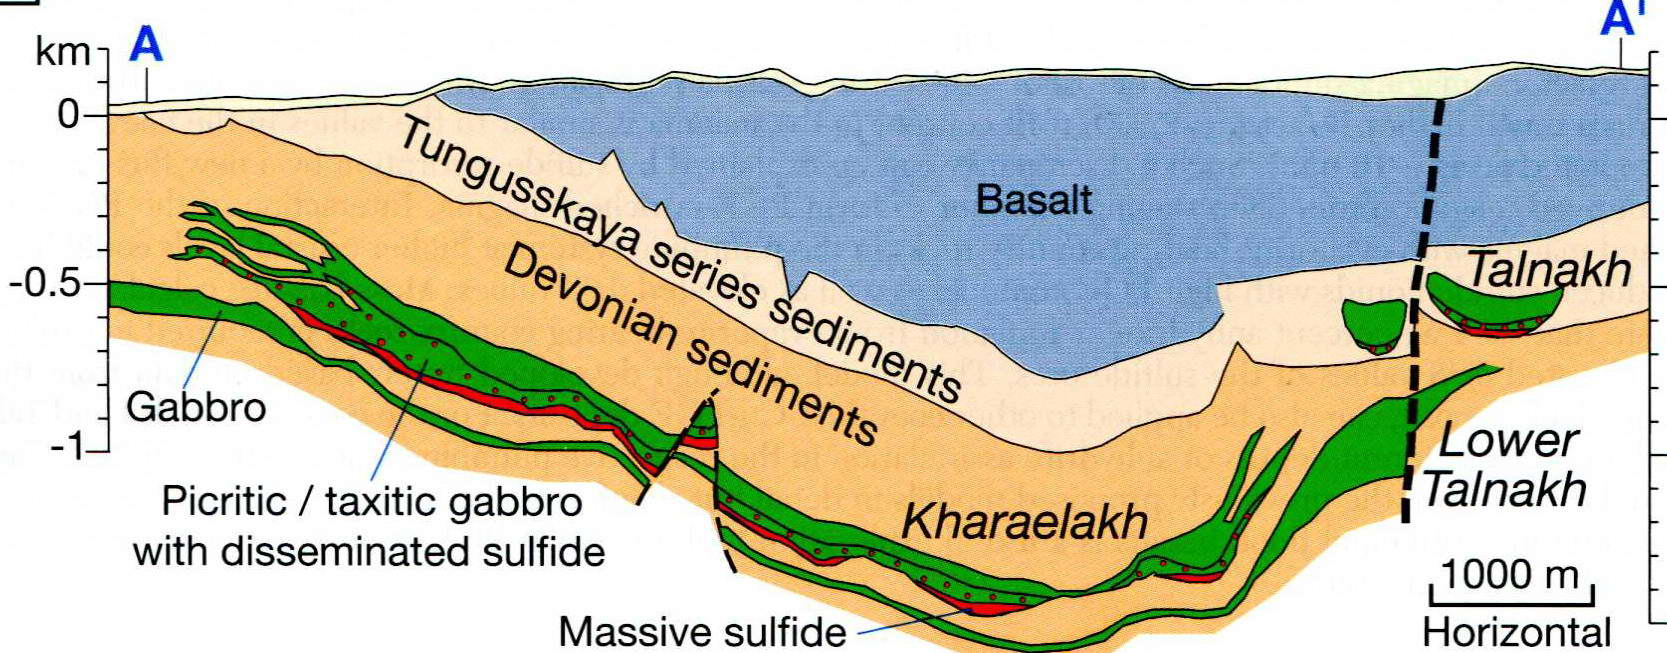 A
A'
km
0
-0.5
-1
Tungusskaya series sediments
Devonian sediments
Basalt
Talnakh
Gabbro
Lower
Talnakh
Picritic / taxitic gabbro
with disseminated sulfide
Kharaelakh
1000 m
Massive sulfide
Horizontal